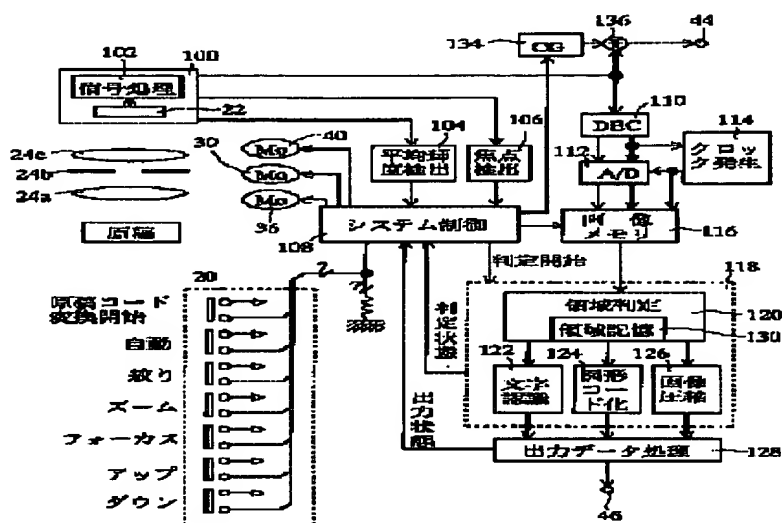 134
CG
136
44
102
100
信号処理
22
110
DBC
114
クロック発生
24c
24b
24a
40
30
36
104
平均輝度検出
106
焦点検出
112
A/D
原稿
システム制御
108
画像メモリ
116
判定開始
118
20
原稿コード変換開始
自動
絞り
ズーム
フォーカス
アップ
ダウン
判定状態
領域判定
120
領域記憶
130
122
文字認識
124
図形コード化
126
画像圧縮
出力状態
出力データ処理
128
46